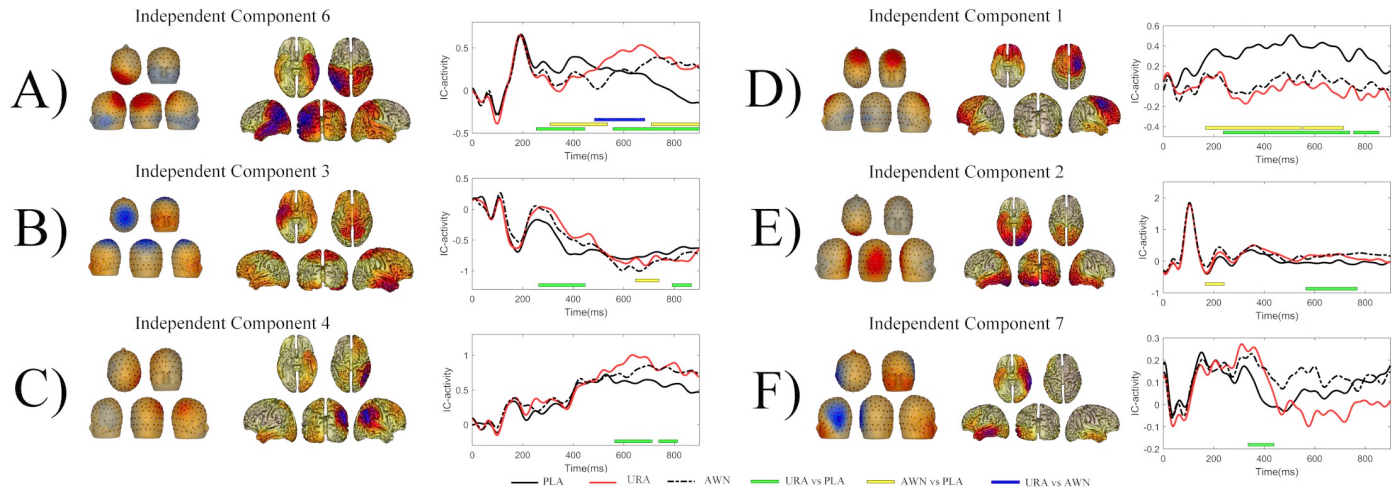 Independent Component 6
A)
IC-activity
0.5
0
-0.5
0 200 400 600 800
Time(ms)
Independent Component 3
B)
IC-activity
0.5
0
-0.5
-1
0 200 400 600 800
Time(ms)
Independent Component 4
C)
IC-activity
1
0.5
0
0 200 400 600 800
Time(ms)
Independent Component 1
D)
IC-activity
0.6
0.4
0.2
0
-0.2
-0.4
0 200 400 600 800
Time(ms)
Independent Component 2
E)
IC-activity
2
1
0
-1
0 200 400 600 800
Time(ms)
Independent Component 7
F)
IC-activity
0.3
0.2
0.1
0
-0.1
-0.2
0 200 400 600 800
Time(ms)
PLA URA AWN URA vs PLA AWN vs PLA URA vs AWN